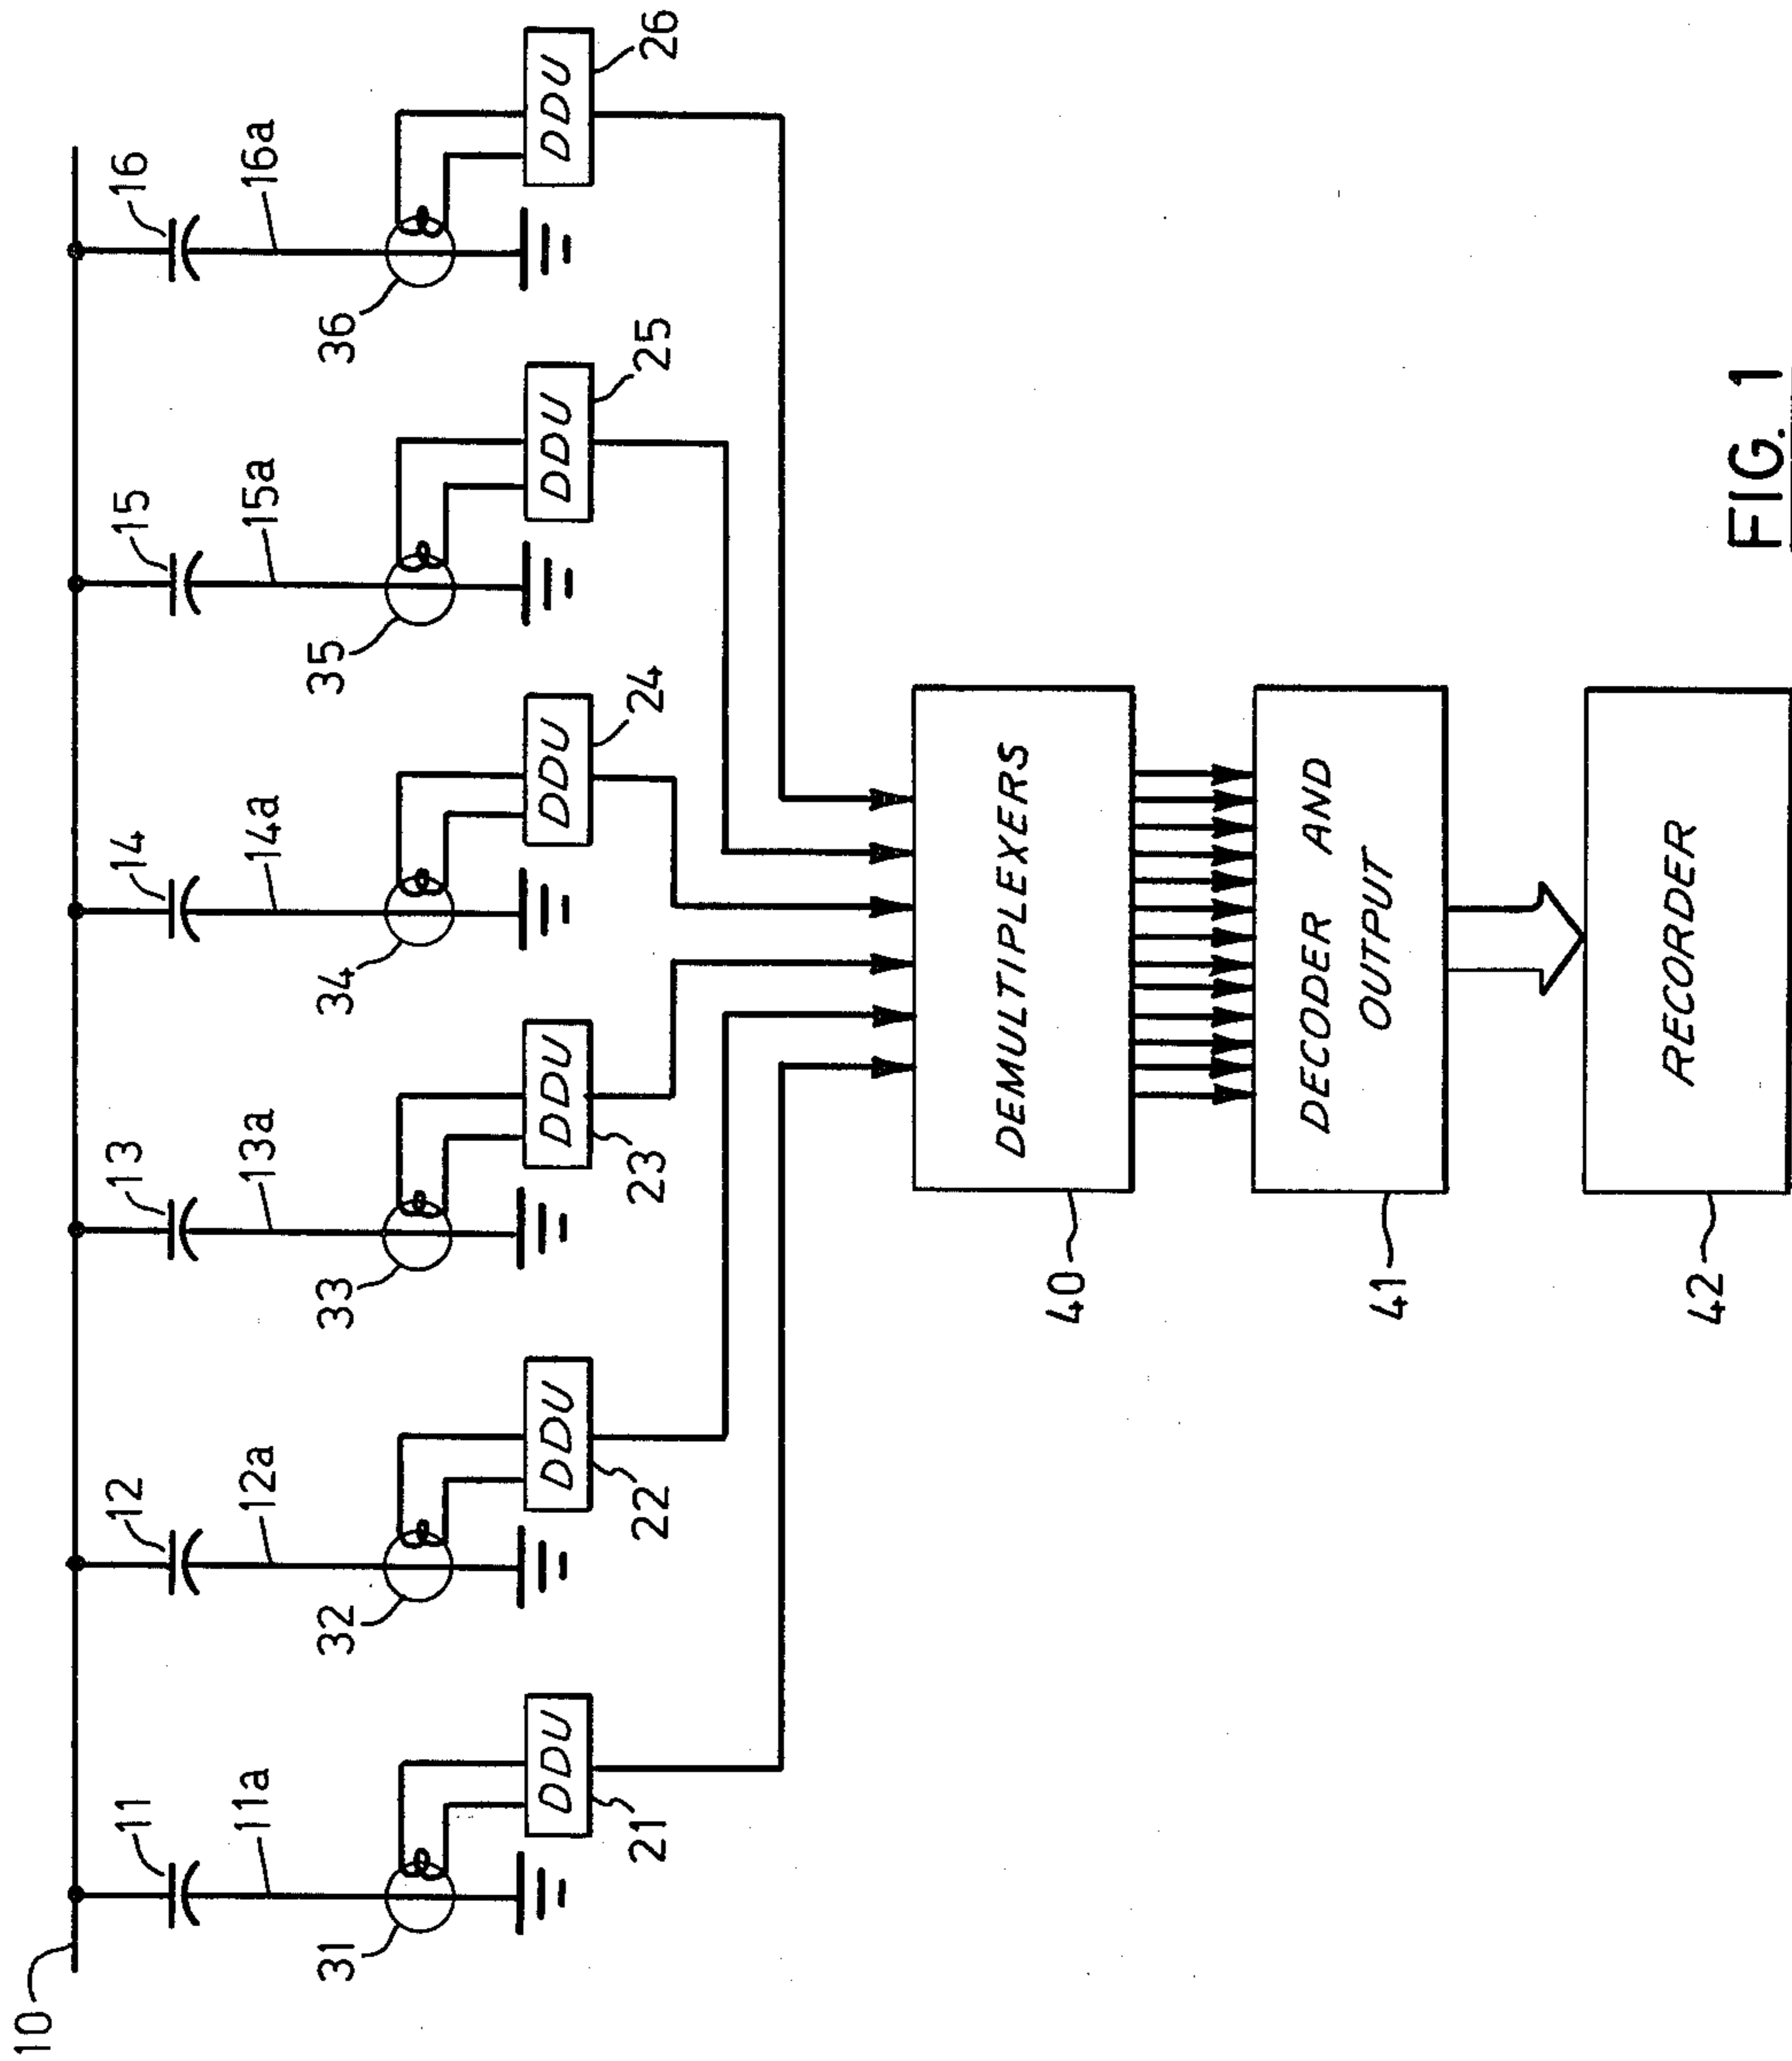 10
11
12
13
14
15
16
11a
12a
13a
14a
15a
16a
31
32
33
34
35
36
DDU
DDU
DDU
DDU
DDU
DDU
21
22
23
24
25
26
DEMULTIPLEXERS
40
DECODER AND
OUTPUT
41
RECORDER
42
FIG. 1